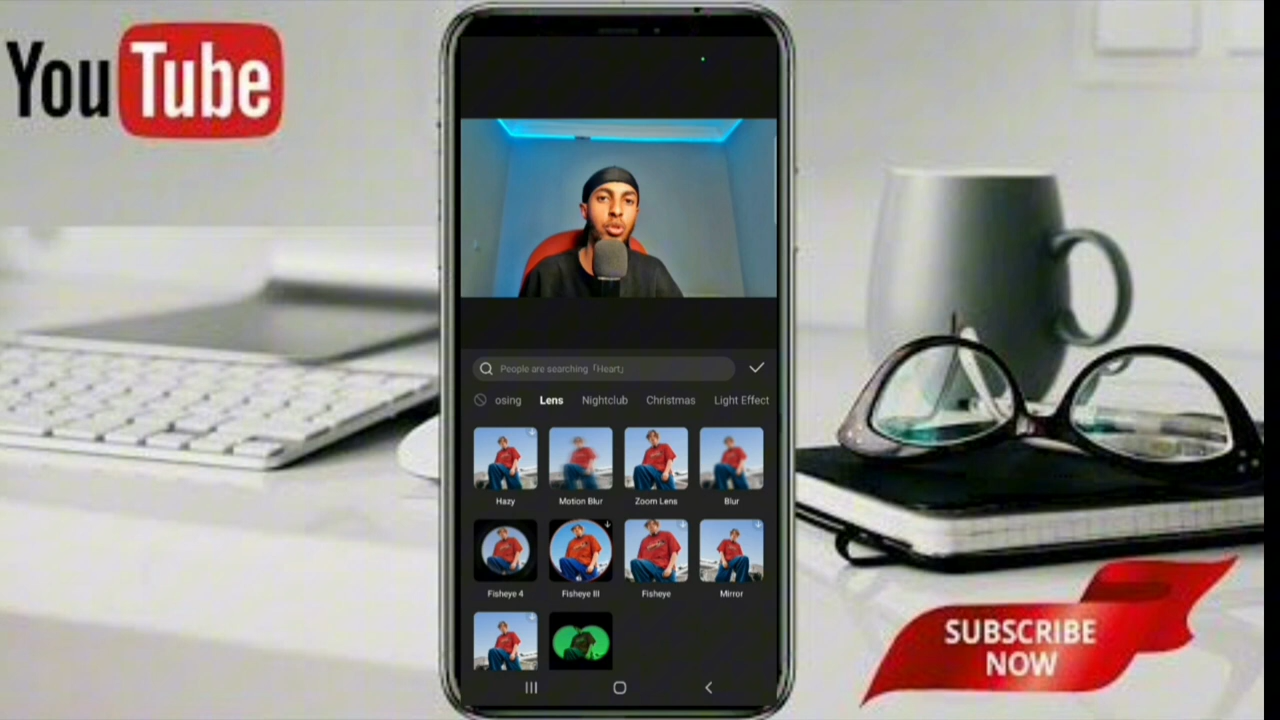 YouTube
People are searching「Heart」
osing Lens Nightclub Christmas Light Effect
Hazy Motion Blur Zoom Lens Blur
Fisheye 4 Fisheye III Fisheye Mirror
SUBSCRIBE
NOW